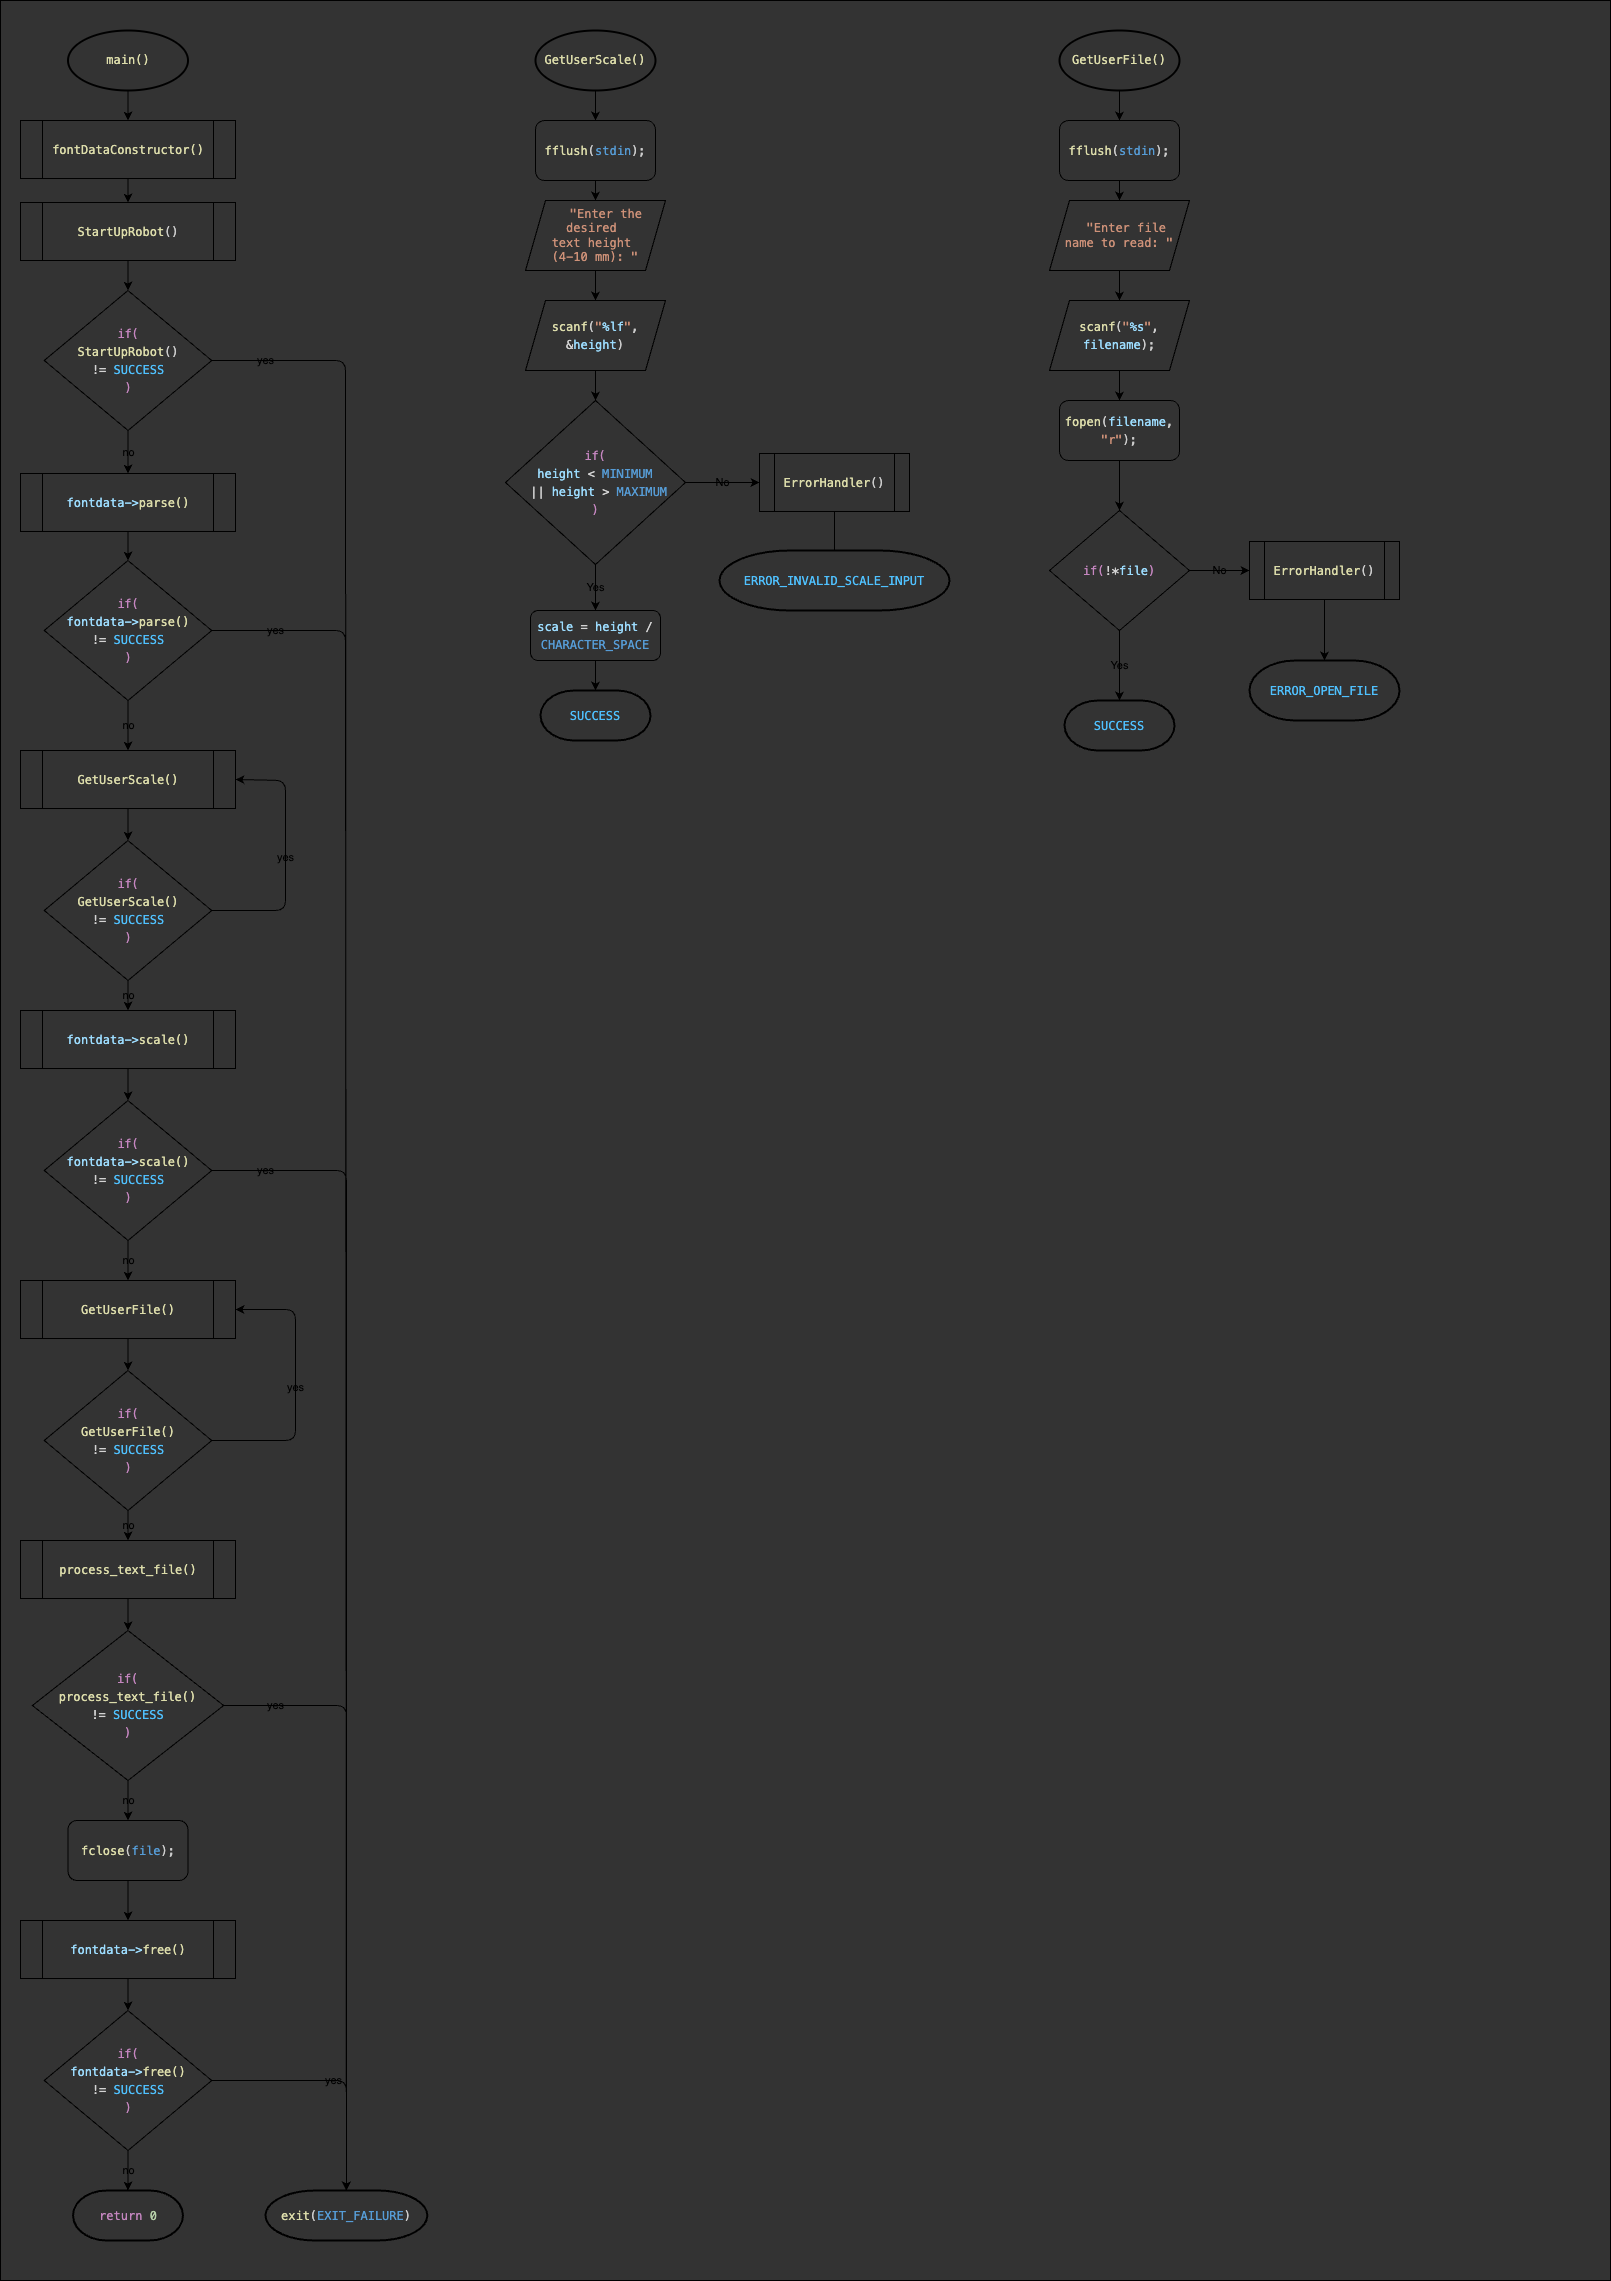 main()
fontDataConstructor()
StartUpRobot()
if(
StartUpRobot()
!= SUCCESS
)
yes
no
fontdata->parse()
if(
fontdata->parse()
!= SUCCESS
)
yes
no
GetUserScale()
yes
if(
GetUserScale()
!= SUCCESS
)
no
fontdata->scale()
if(
fontdata->scale()
!= SUCCESS
)
yes
no
GetUserFile()
yes
if(
GetUserFile()
!= SUCCESS
)
no
process_text_file()
if(
process_text_file()
!= SUCCESS
)
yes
no
fclose(file);
fontdata->free()
if(
fontdata->free()
!= SUCCESS
)
yes
no
return 0
exit(EXIT_FAILURE)
GetUserScale()
fflush(stdin);
"Enter the
desired
text height
(4-10 mm): "
scanf("%lf",
&height)
if(
height < MINIMUM
|| height > MAXIMUM
)
No
ErrorHandler()
ERROR_INVALID_SCALE_INPUT
Yes
scale = height /
CHARACTER_SPACE
SUCCESS
GetUserFile()
fflush(stdin);
"Enter file
name to read: "
scanf("%s",
filename);
fopen(filename,
"r");
if(!*file)
No
ErrorHandler()
ERROR_OPEN_FILE
Yes
SUCCESS